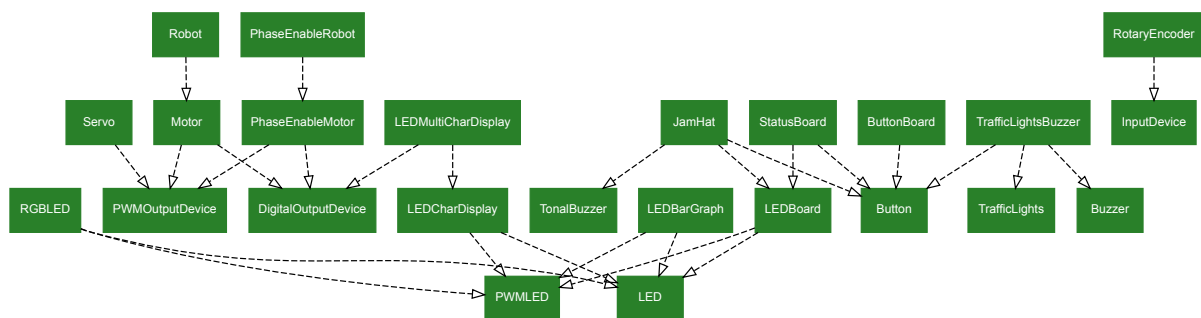 Robot
PhaseEnableRobot
RotaryEncoder
Servo
Motor
PhaseEnableMotor
LEDMultiCharDisplay
JamHat
StatusBoard
ButtonBoard
TrafficLightsBuzzer
InputDevice
RGBLED
PWMOutputDevice
DigitalOutputDevice
LEDCharDisplay
TonalBuzzer
LEDBarGraph
LEDBoard
Button
TrafficLights
Buzzer
PWMLED
LED